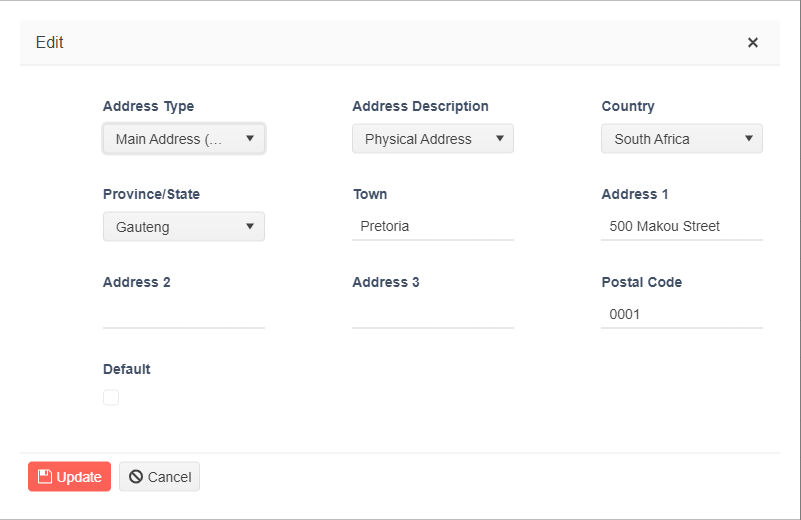 Edit
Address Type Address Description Country
Main Address (... Physical Address South Africa
Province/State Town Address 1
Gauteng Pretoria 500 Makou Street
Address 2 Address 3 Postal Code
0001
Default
Update Cancel